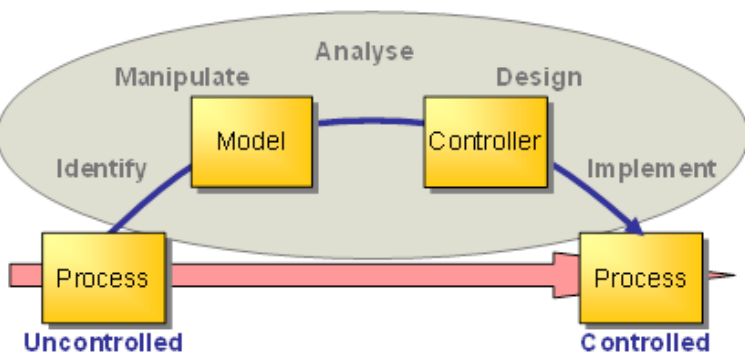 Analyse
Manipulate
Design
Model
Controller
Identify
Implement
Process
Process
Uncontrolled
Controlled